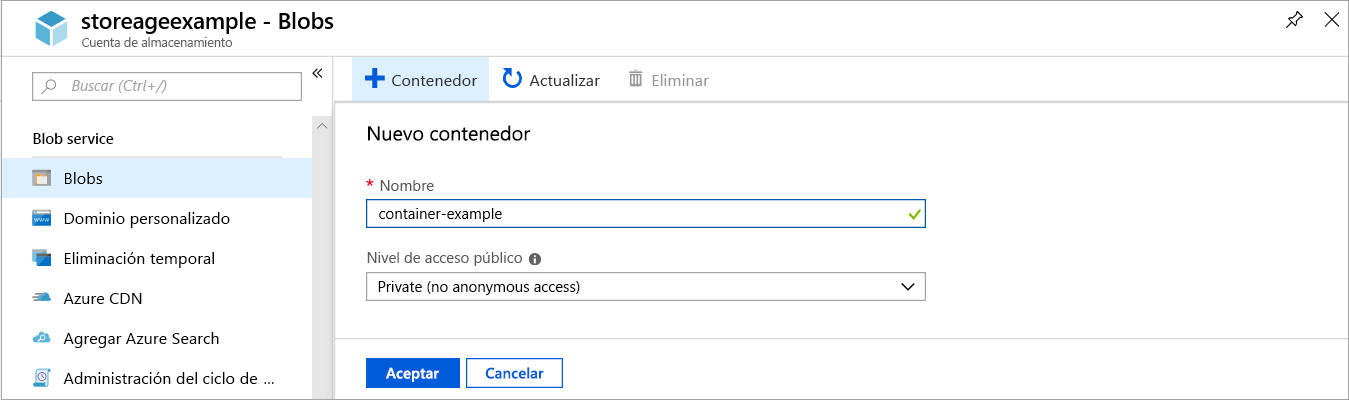 storeageexample - Blobs
Cuenta de almacenamiento
Buscar (Ctrl+/)
Blob service
Blobs
Dominio personalizado
Eliminación temporal
Azure CDN
Agregar Azure Search
Administración del ciclo de ...
Contenedor Actualizar Eliminar
Nuevo contenedor
* Nombre
container-example
Nivel de acceso público
Private (no anonymous access)
Aceptar Cancelar